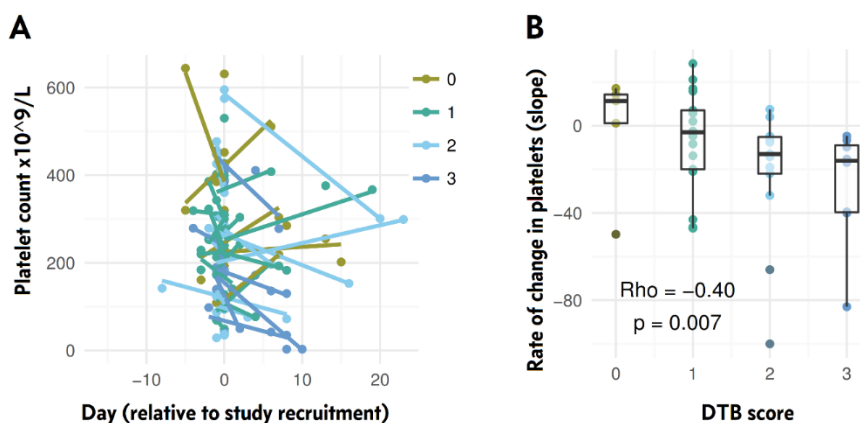 A
Platelet count x10^9/L
600
400
200
0
−10
0
10
20
Day (relative to study recruitment)
0
1
2
3
B
Rate of change in platelets (slope)
0
−40
−80
Rho = −0.40
p = 0.007
0
1
2
3
DTB score